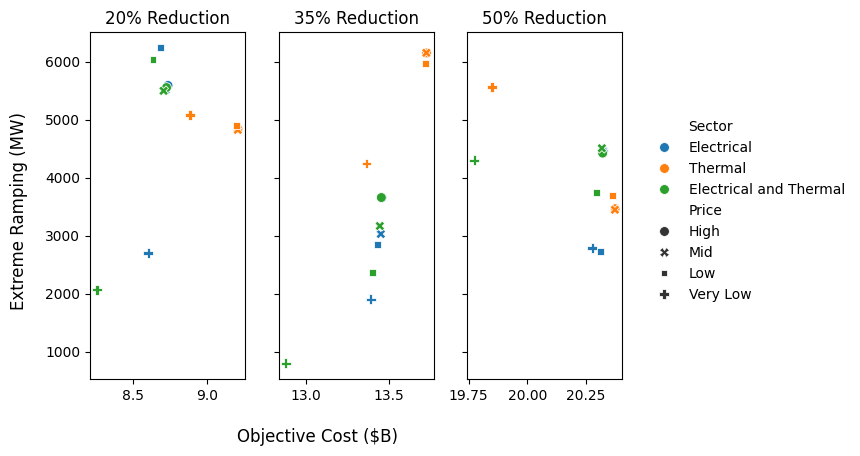 20% Reduction 35% Reduction 50% Reduction
Extreme Ramping (MW)
6000
5000
4000
3000
2000
1000
8.5 9.0 13.0 13.5 19.75 20.00 20.25
Objective Cost ($B)
Sector
Electrical
Thermal
Electrical and Thermal
Price
High
Mid
Low
Very Low